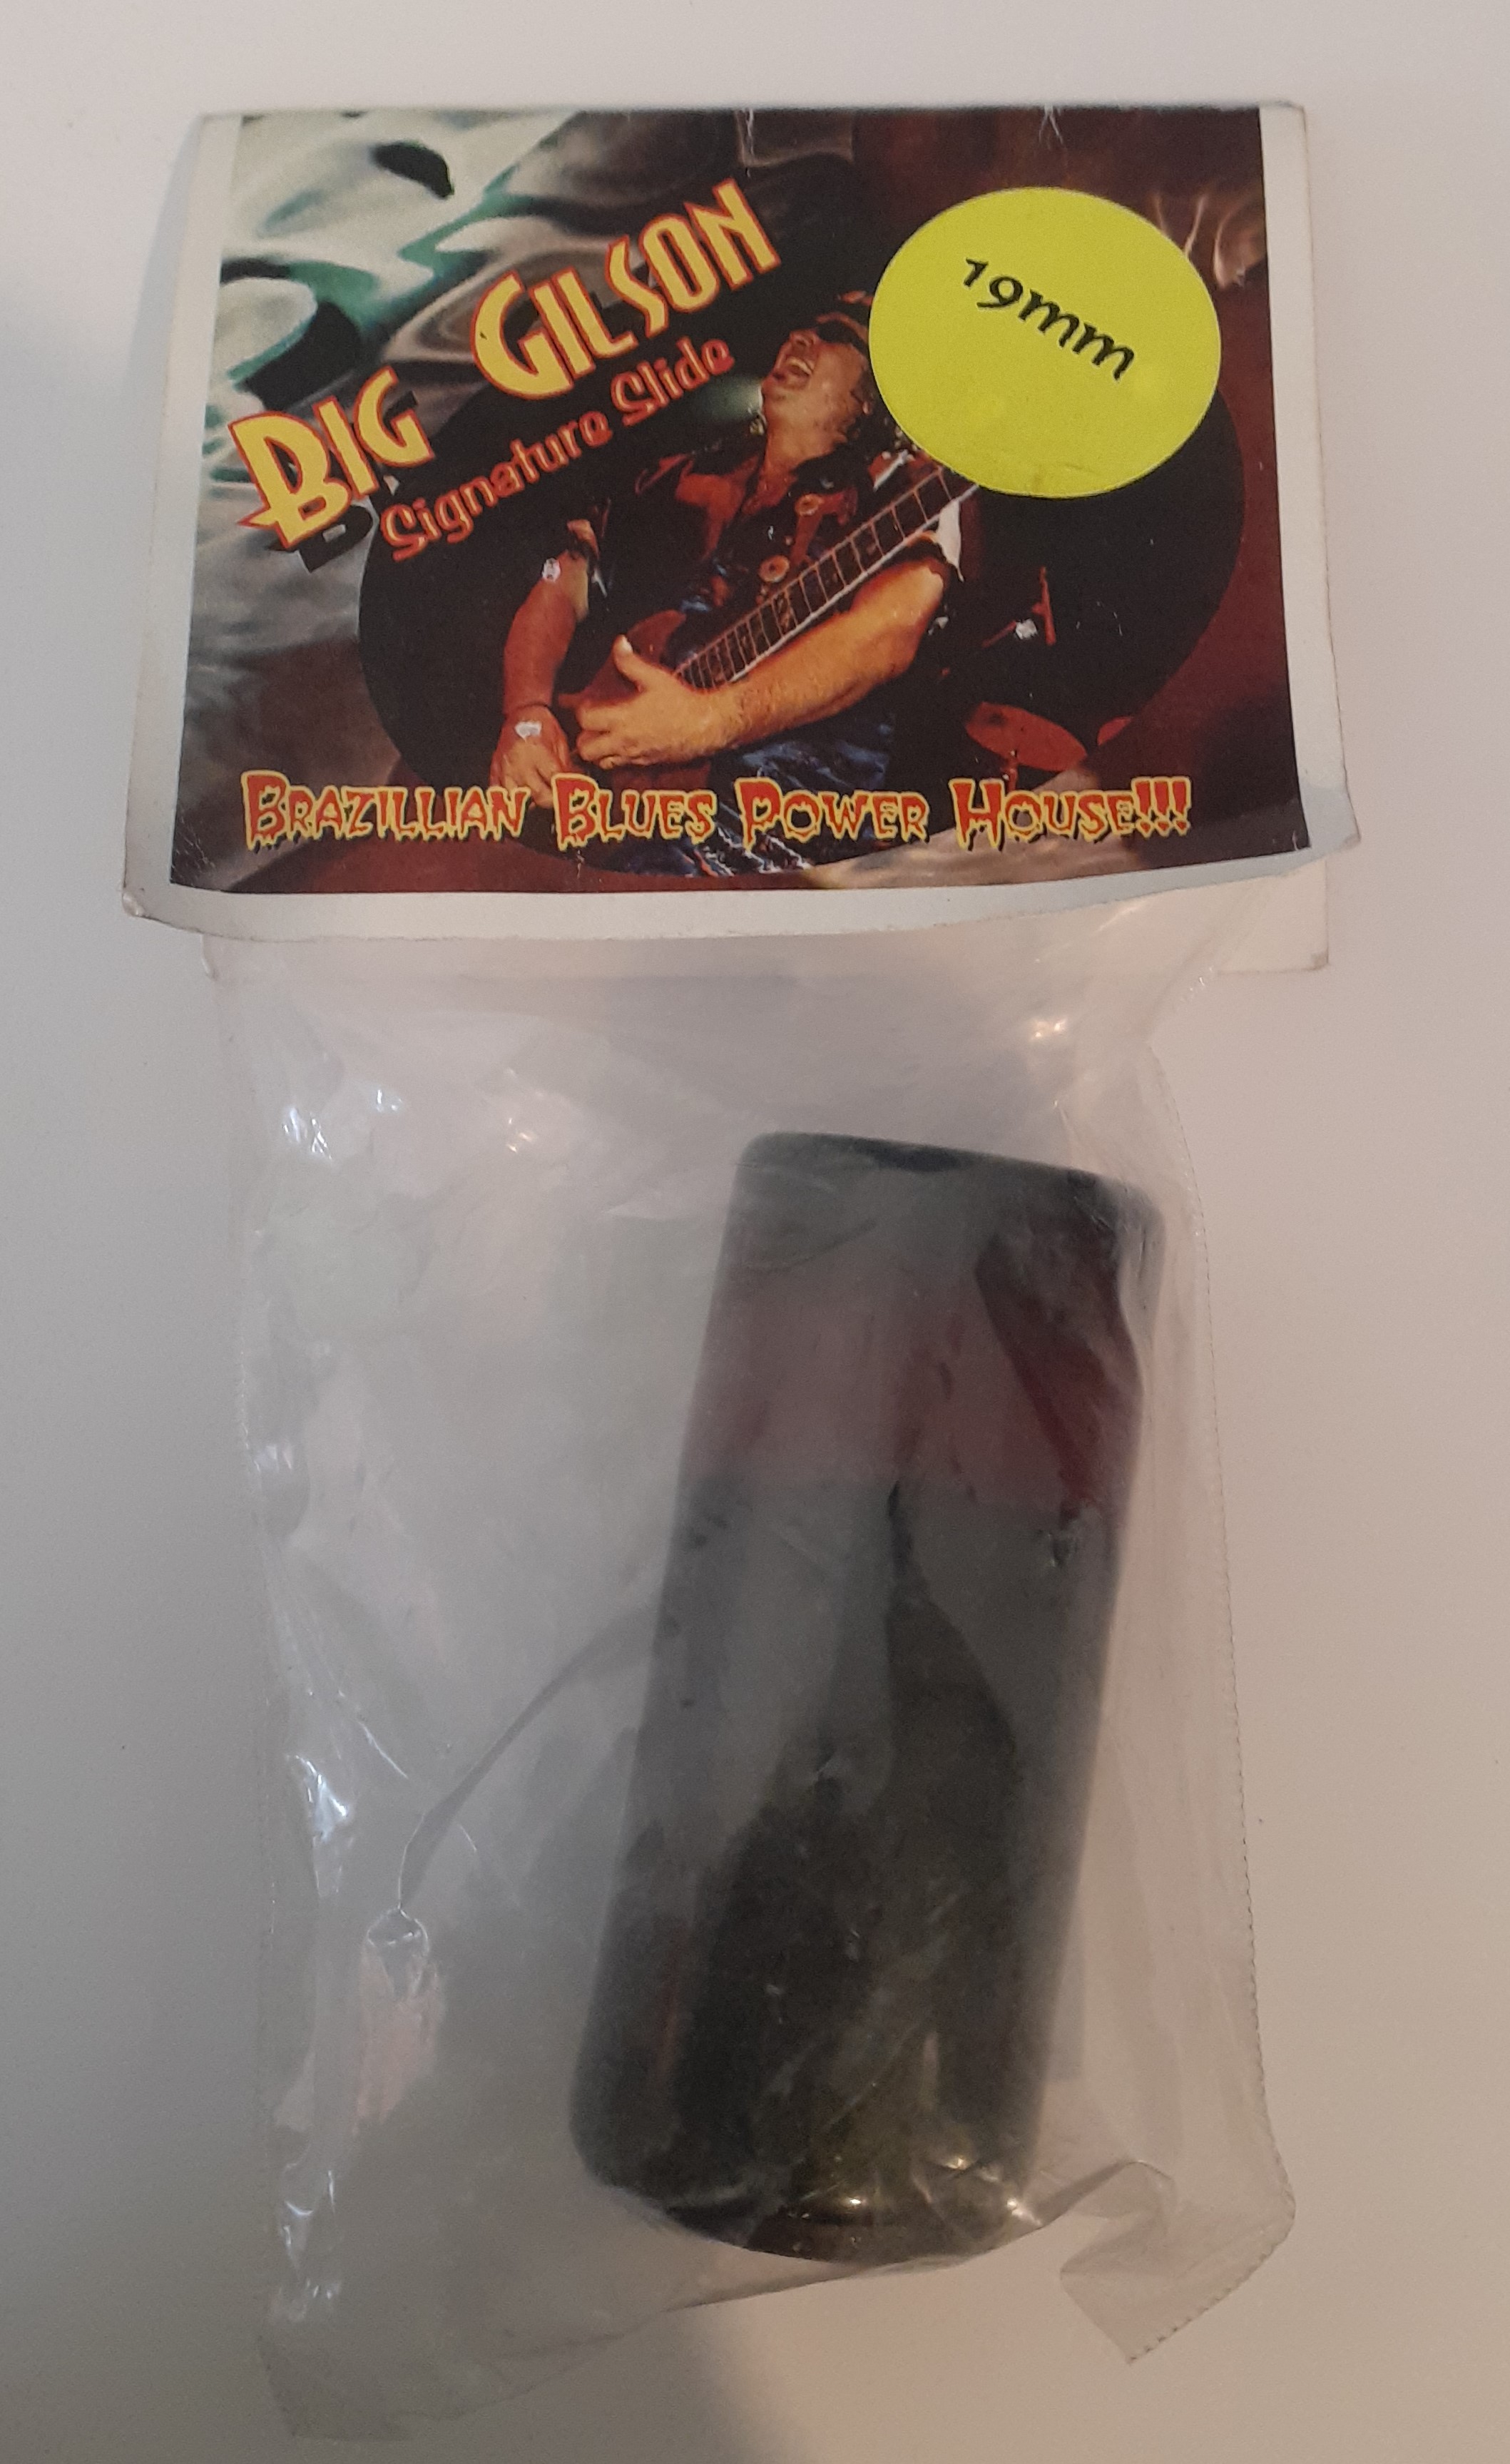 BIG GILSON
Signature Slide
19mm
BRAZILLIAN BLUES POWER HOUSE!!!